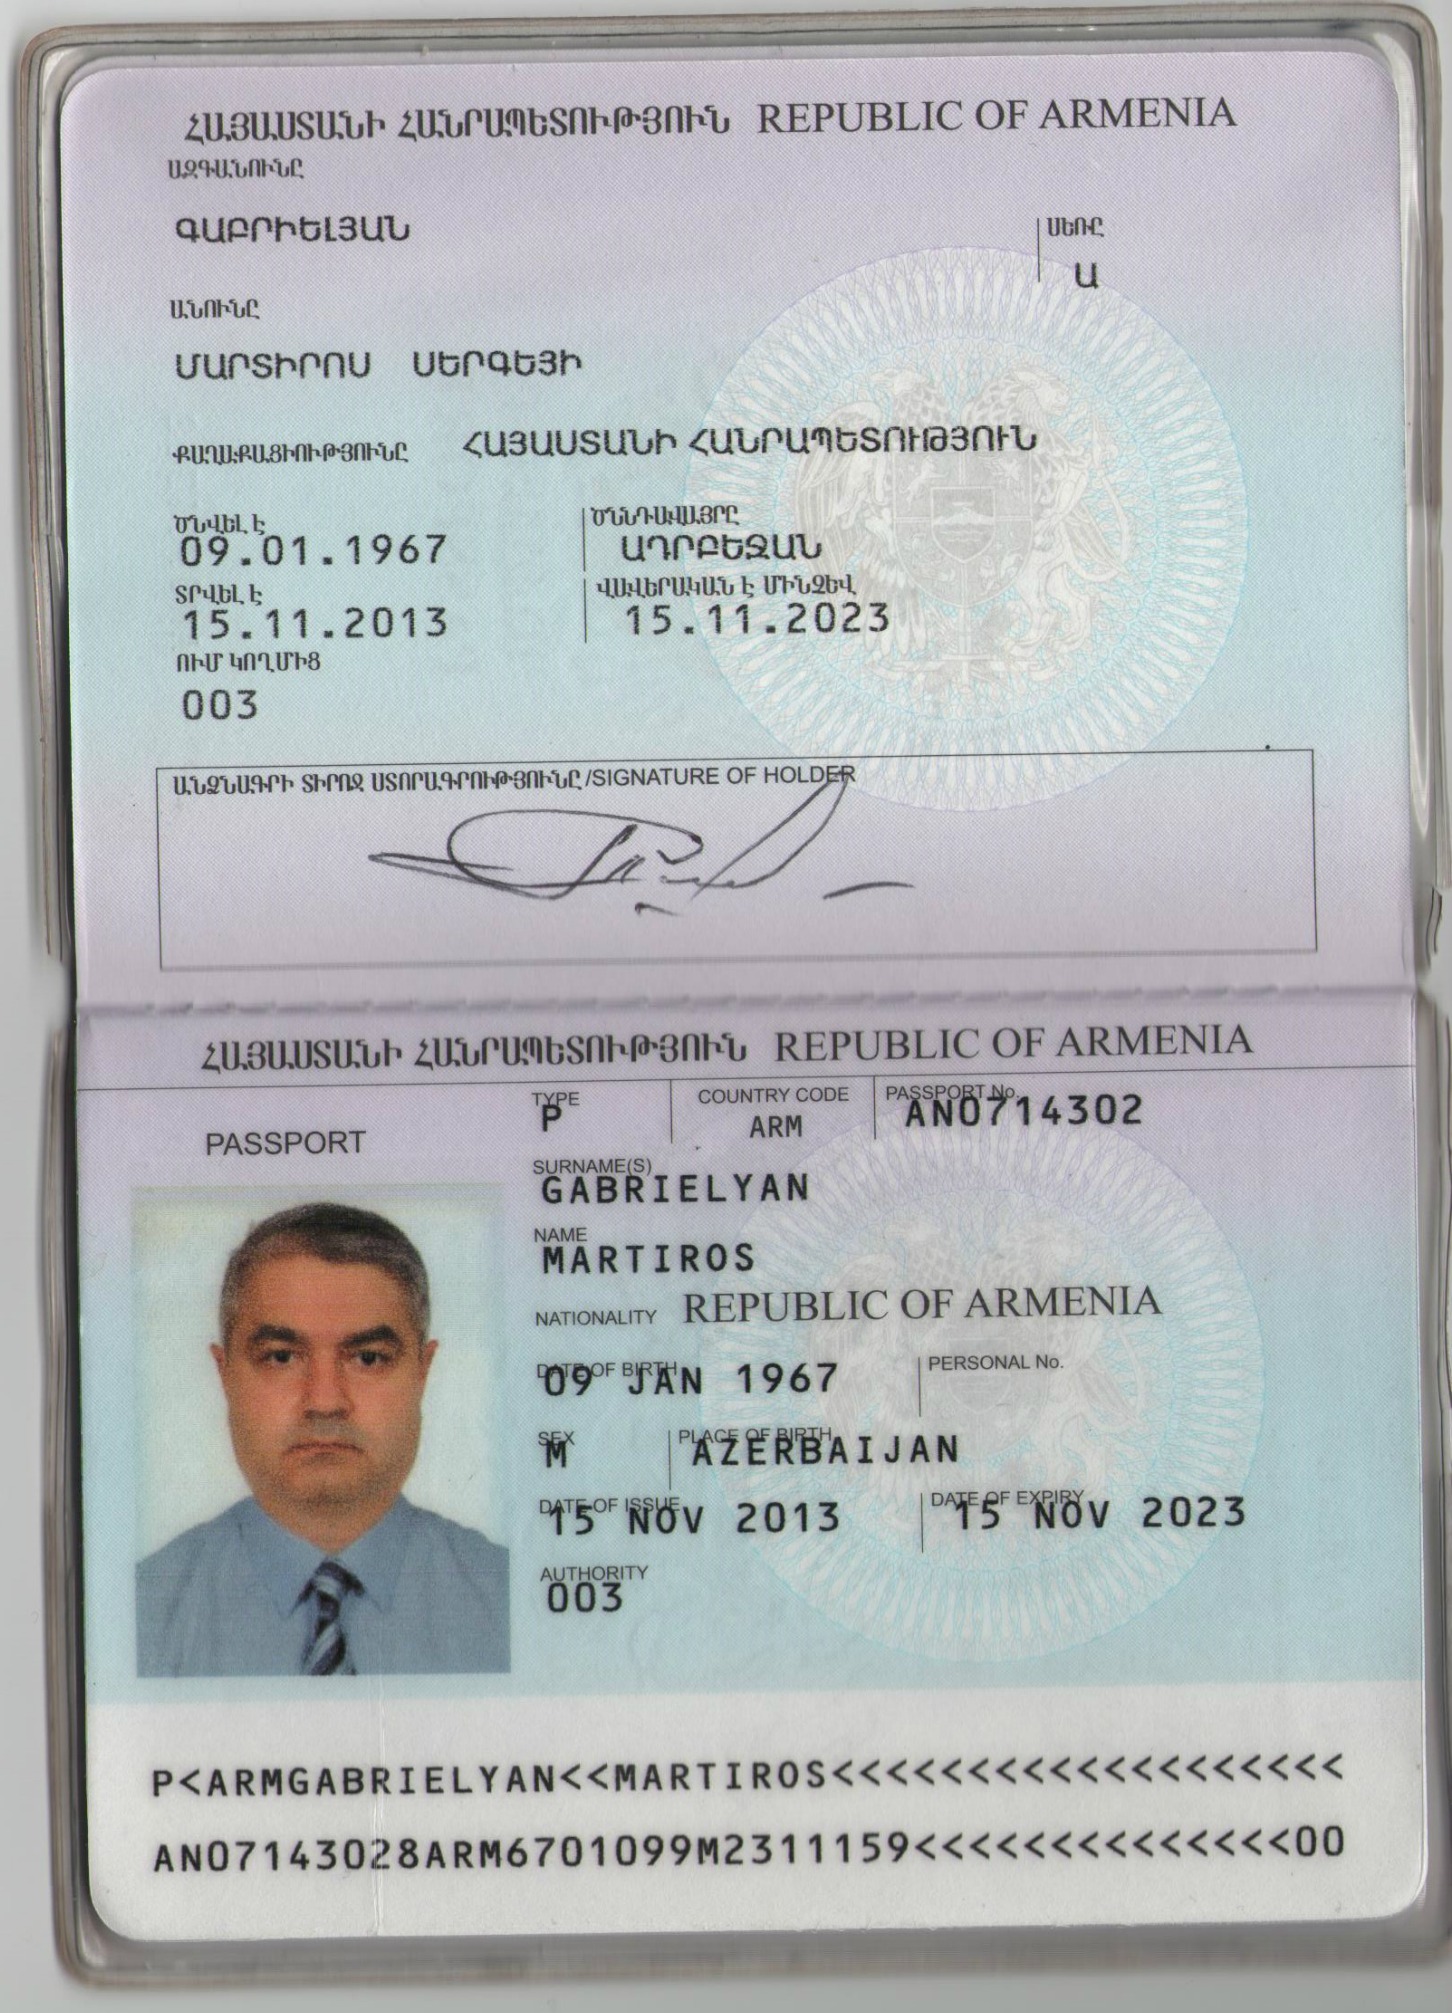 ՀԱՅԱՍՏԱՆԻ ՀԱՆՐԱՊԵՏՈՒԹՅՈՒՆ REPUBLIC OF ARMENIA
ԱԶԳԱՆՈՒՆԸ
ԳԱԲՐԻԵԼՅԱՆ
ՍԵՌԸ
Ա
ԱՆՈՒՆԸ
ՄԱՐՏԻՐՈՍ ՍԵՐԳԵՅԻ
ՔԱՂԱՔԱՑԻՈՒԹՅՈՒՆԸ ՀԱՅԱՍՏԱՆԻ ՀԱՆՐԱՊԵՏՈՒԹՅՈՒՆ
ԾՆՎԵԼ Է ԾՆՆԴԱՎԱՅՐԸ
09.01.1967 ԱԴՐԲԵՋԱՆ
ՏՐՎԵԼ Է ՎԱՎԵՐԱԿԱՆ Է ՄԻՆՉԵՎ
15.11.2013 15.11.2023
ՈՒՄ ԿՈՂՄԻՑ
003
ԱՆՁՆԱԳՐԻ ՏԻՐՈՋ ՍՏՈՐԱԳՐՈՒԹՅՈՒՆԸ/SIGNATURE OF HOLDER
ՀԱՅԱՍՏԱՆԻ ՀԱՆՐԱՊԵՏՈՒԹՅՈՒՆ REPUBLIC OF ARMENIA
PASSPORT
TYPE COUNTRY CODE PASSPORT No.
P ARM AN0714302
SURNAME(S)
GABRIELYAN
NAME
MARTIROS
NATIONALITY REPUBLIC OF ARMENIA
DATE OF BIRTH PERSONAL No.
09 JAN 1967
SEX PLACE OF BIRTH
M AZERBAIJAN
DATE OF ISSUE DATE OF EXPIRY
15 NOV 2013 15 NOV 2023
AUTHORITY
003
P<ARMGABRIELYAN<<MARTIROS<<<<<<<<<<<<<<<<<<<
AN07143028ARM6701099M2311159<<<<<<<<<<<<<<00